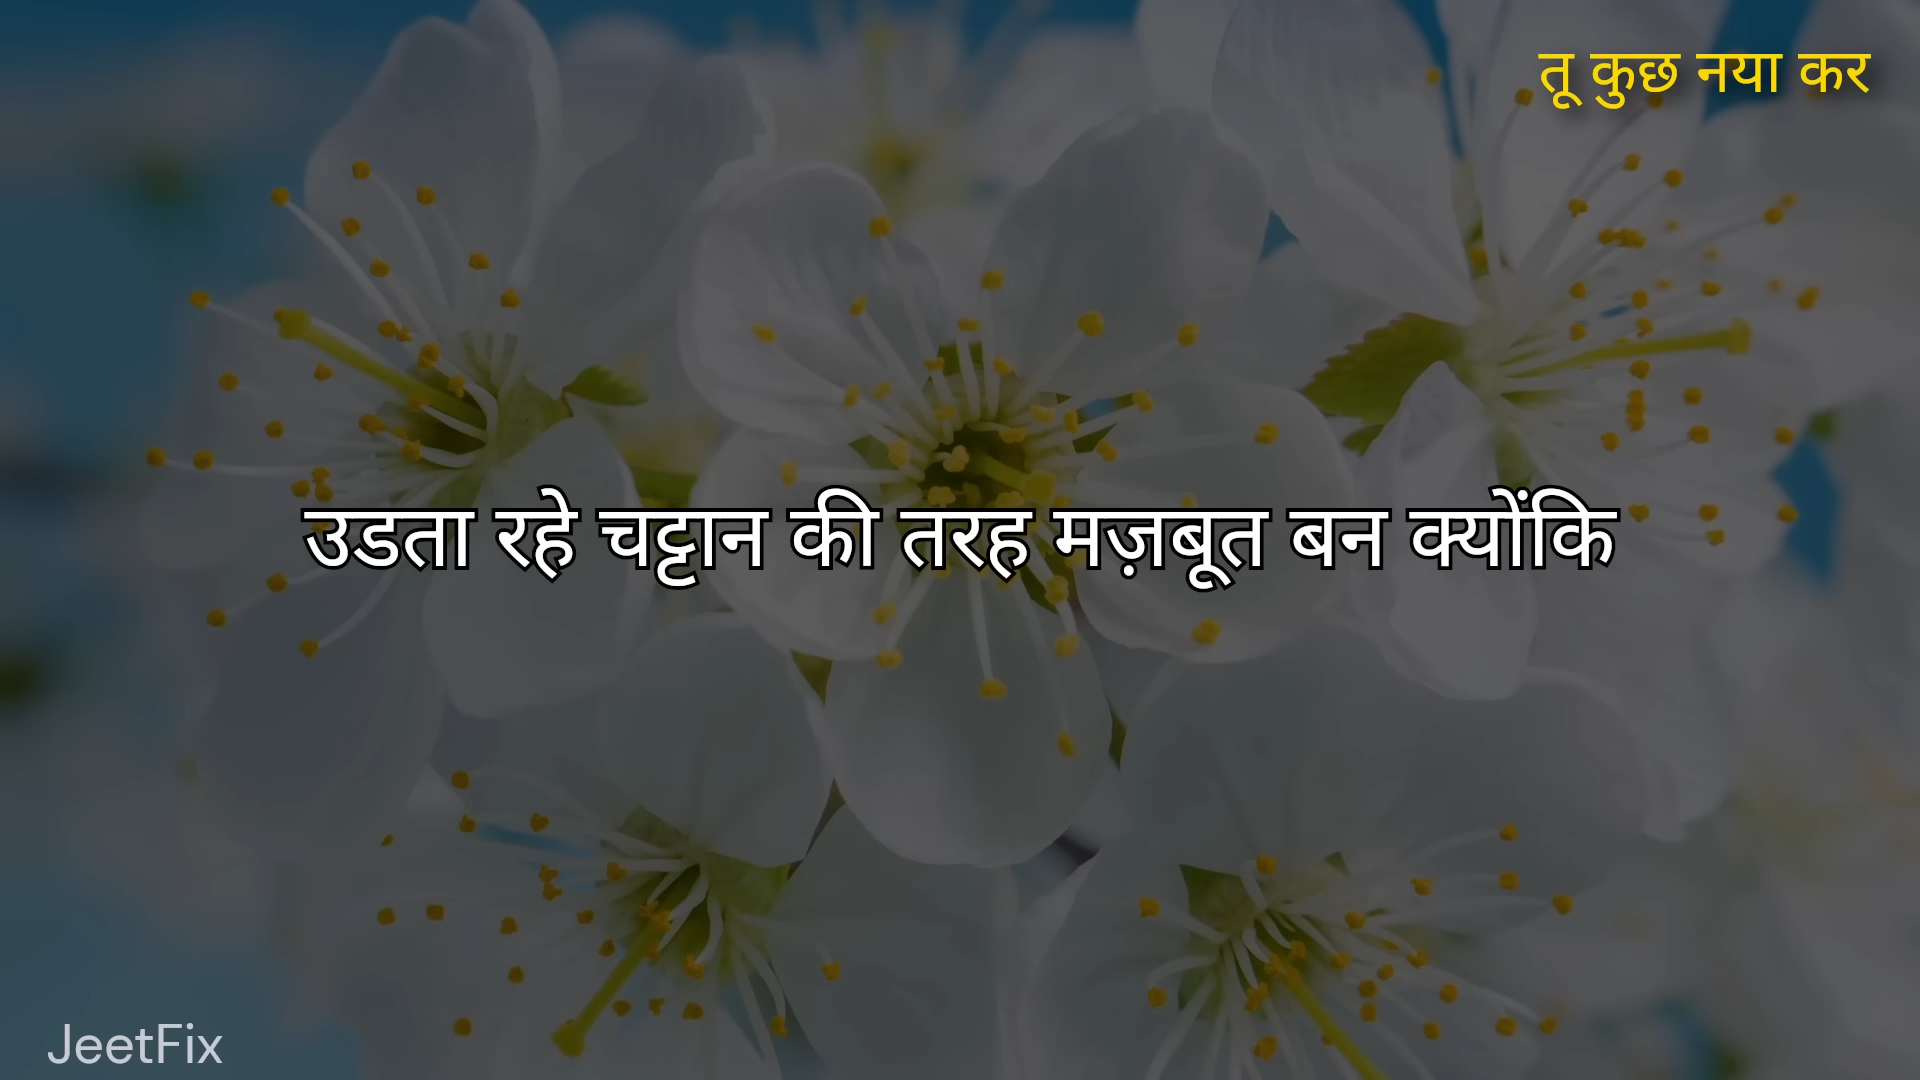 तू कुछ नया कर
उडता रहे चट्टान की तरह मज़बूत बन क्योंकि
JeetFix